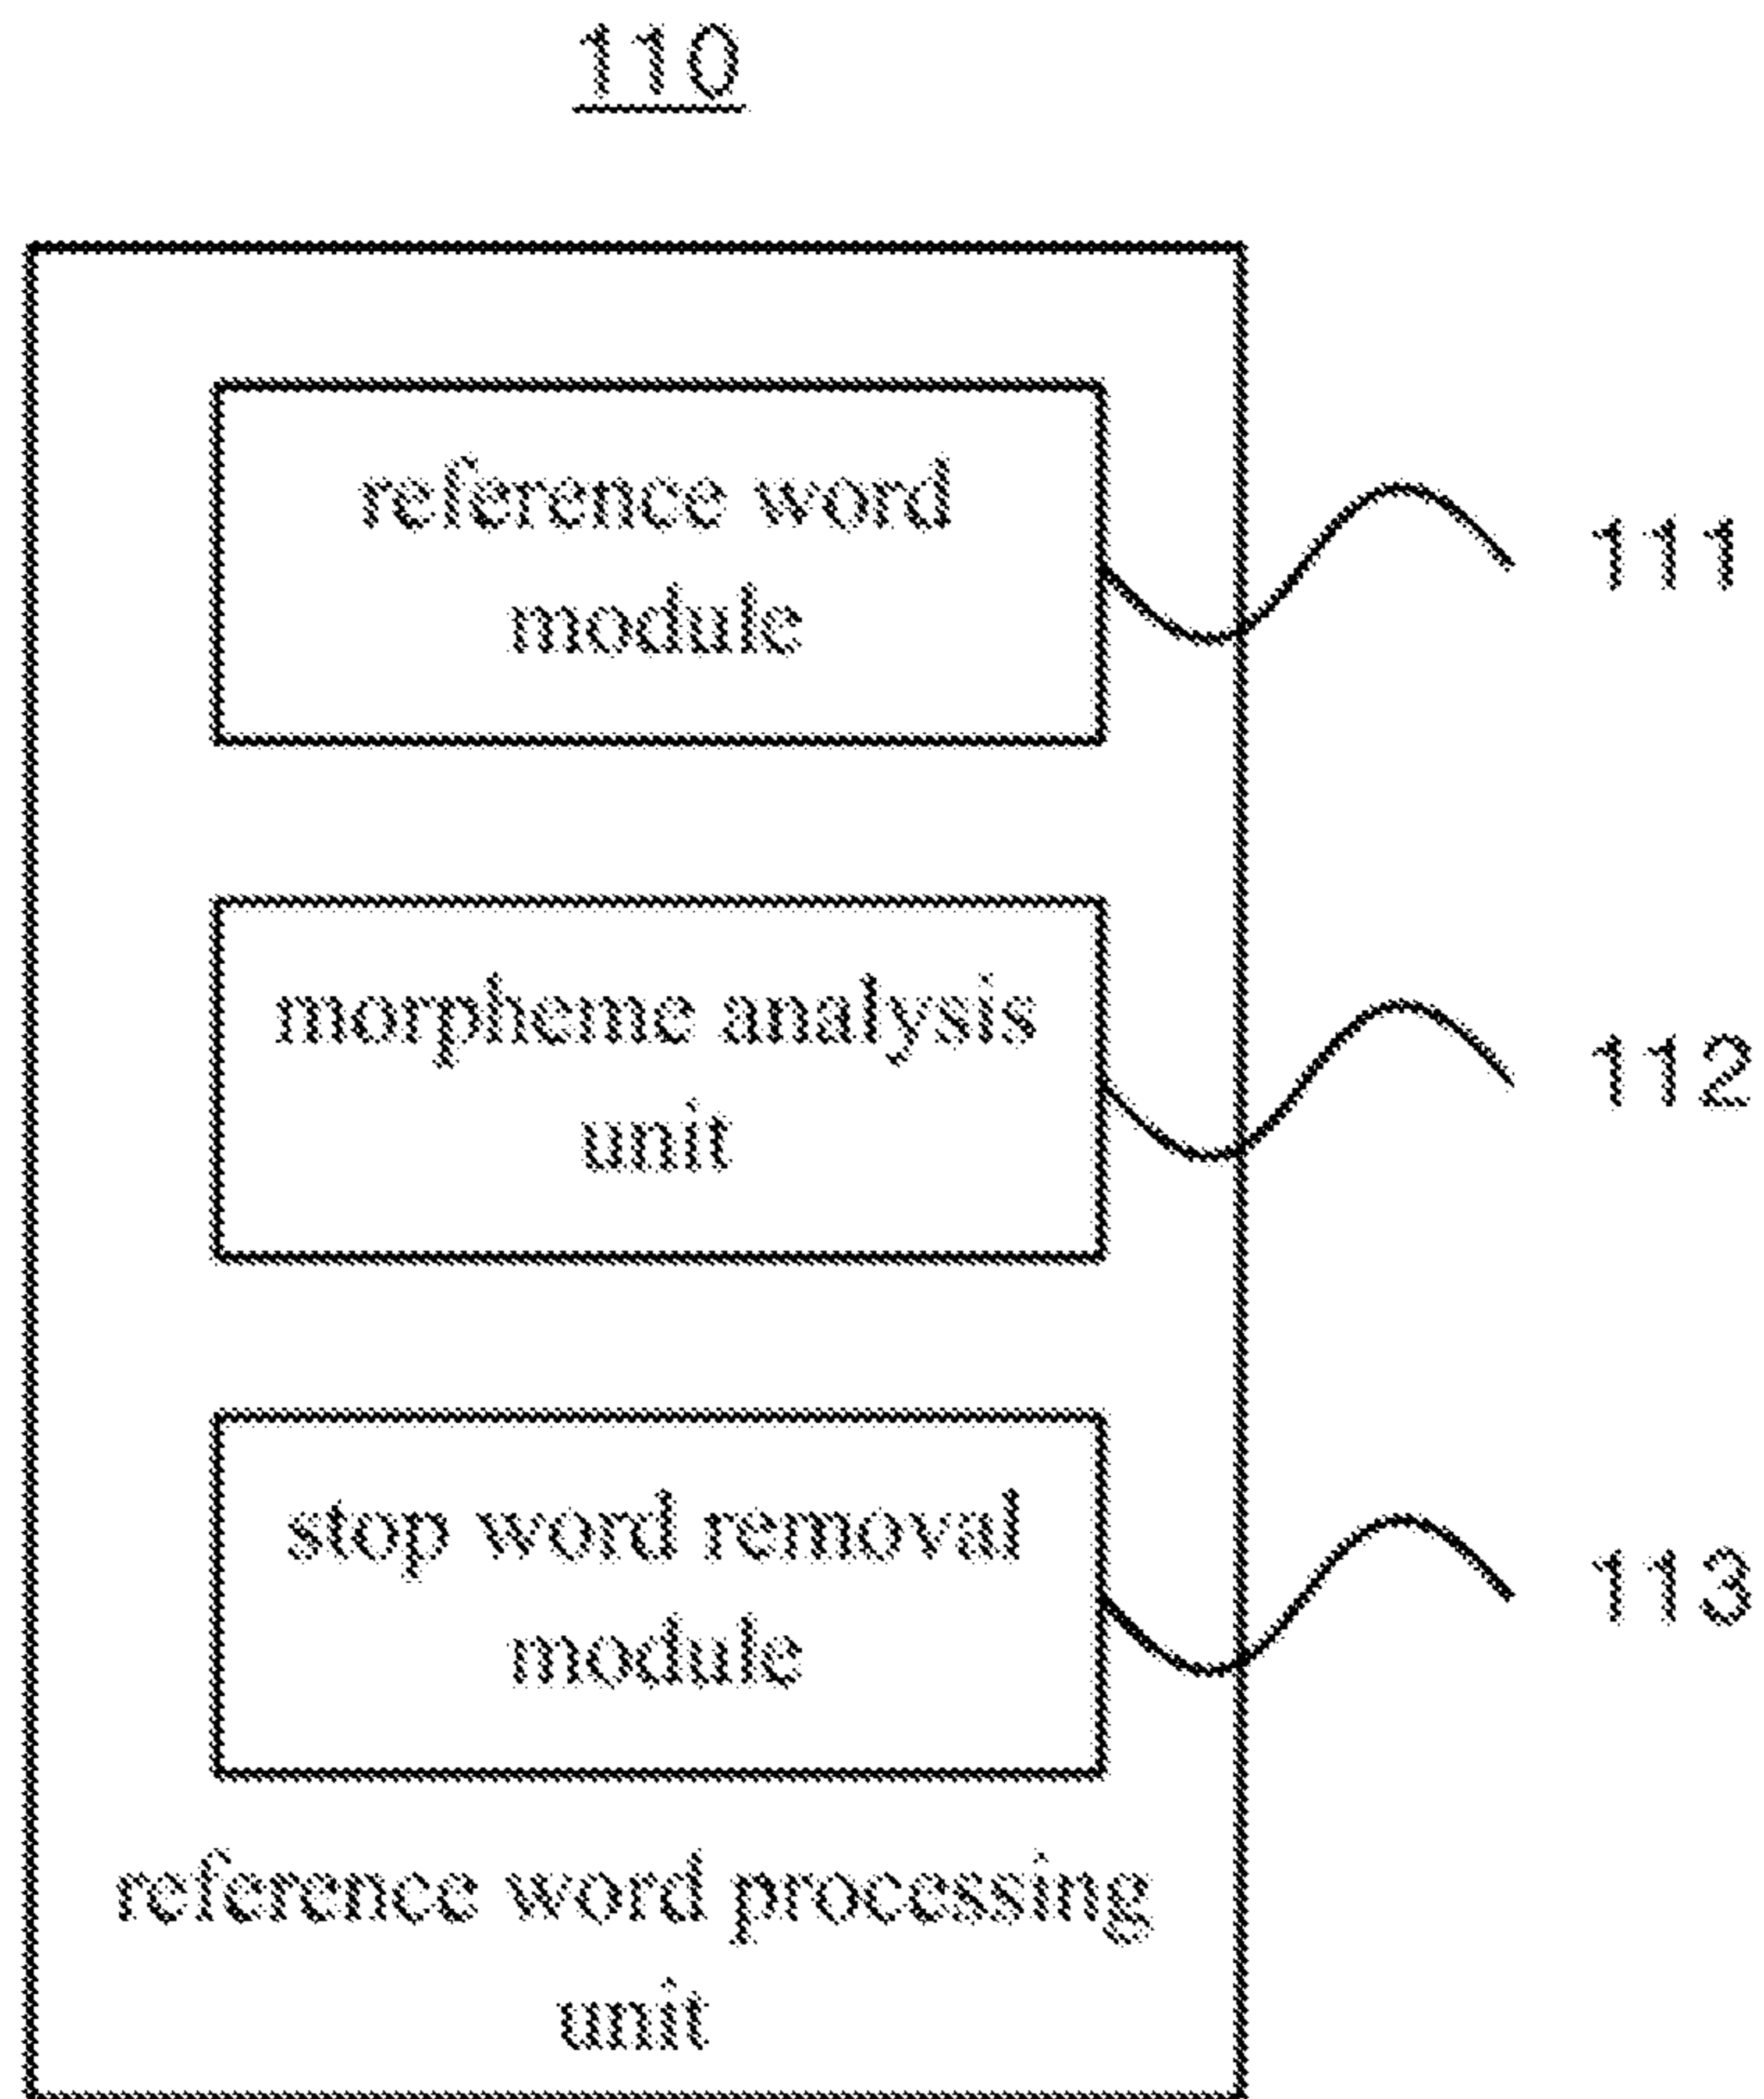 110
reference word
module
111
morpheme analysis
unit
112
stop word removal
module
113
reference word processing
unit